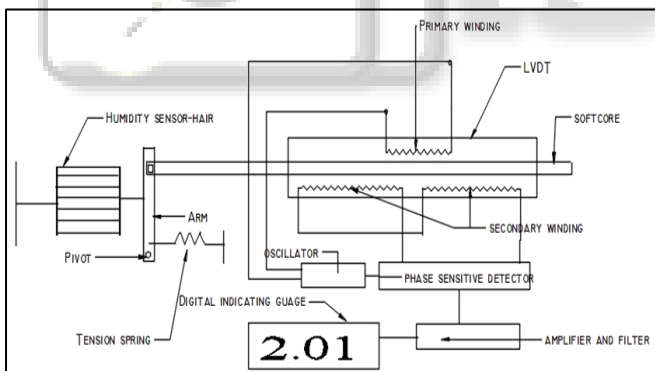 PRIMARY WINDING
LVDT
HUMIDITY SENSOR-HAIR
SOFTCORE
ARM
SECONDARY WINDING
PIVOT
OSCILLATOR
PHASE SENSITIVE DETECTOR
DIGITAL INDICATING GUAGE
TENSION SPRING
2.01
AMPLIFIER AND FILTER